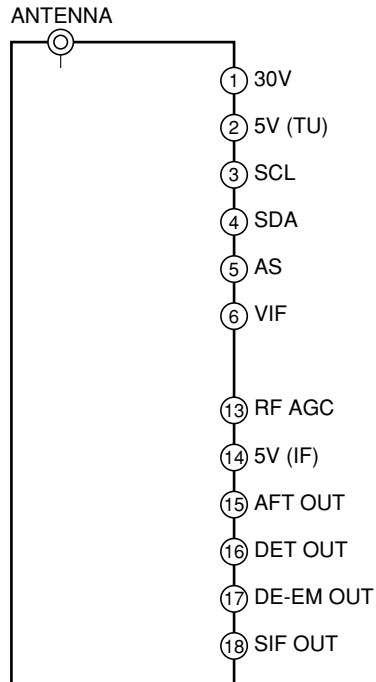 ANTENNA
1 30V
2 5V (TU)
3 SCL
4 SDA
5 AS
6 VIF
13 RF AGC
14 5V (IF)
15 AFT OUT
16 DET OUT
17 DE-EM OUT
18 SIF OUT